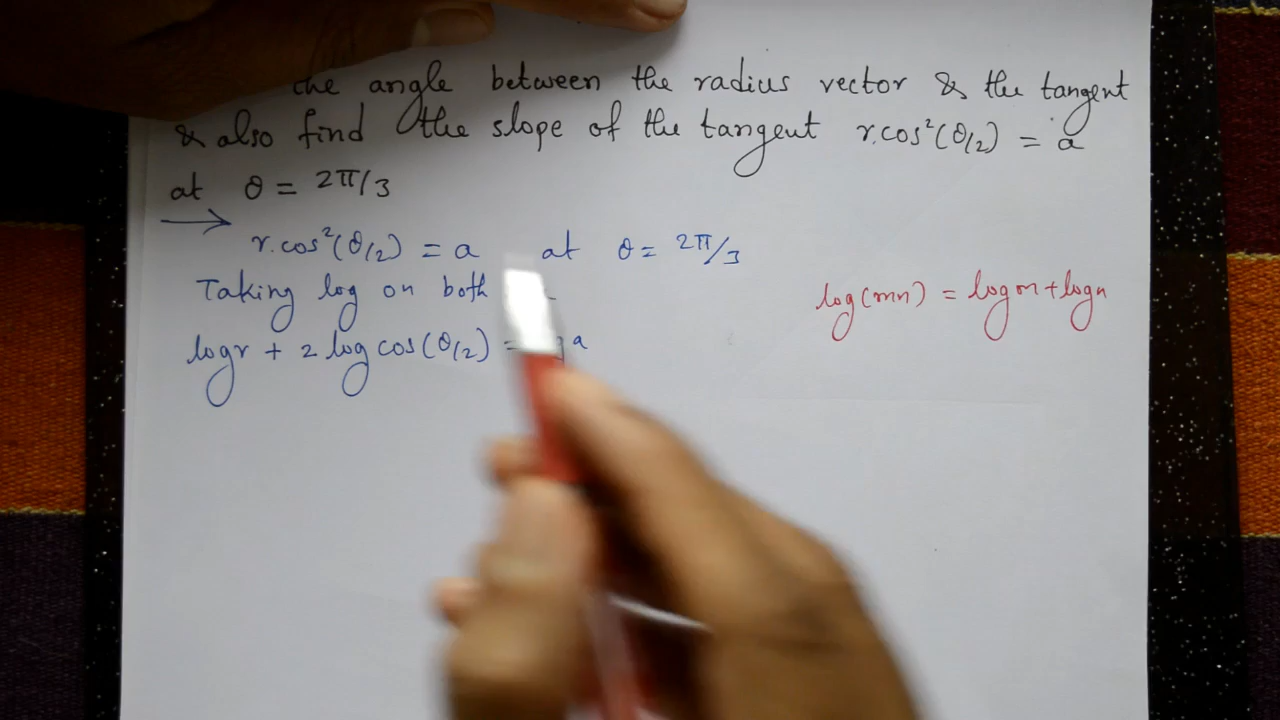 the angle between the radius vector & the tangent
& also find the slope of the tangent r.cos²(θ/2) = a
at θ = 2π/3
→ r.cos²(θ/2) = a at θ = 2π/3
Taking log on both
log(mn) = logm+logn
logr + 2 log cos(θ/2) = a